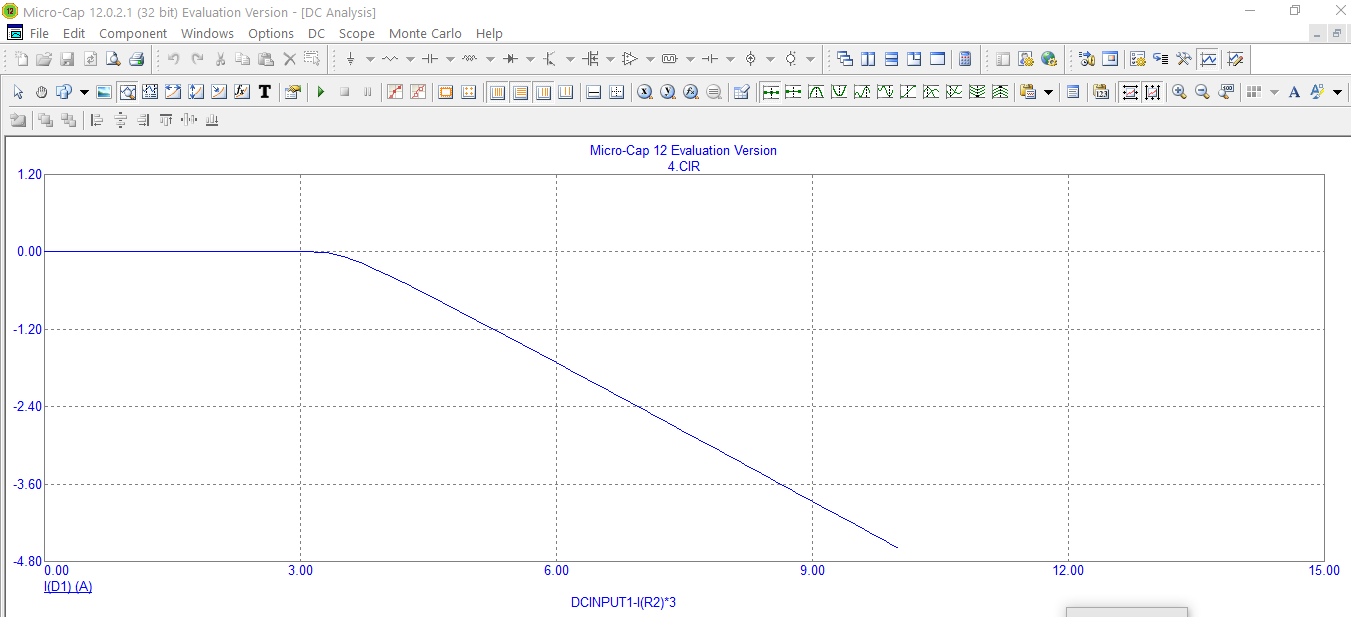 Micro-Cap 12.0.2.1 (32 bit) Evaluation Version - [DC Analysis]
File Edit Component Windows Options DC Scope Monte Carlo Help
Micro-Cap 12 Evaluation Version
4.CIR
1.20
0.00
-1.20
-2.40
-3.60
-4.80
0.00 3.00 6.00 9.00 12.00 15.00
I(D1) (A)
DCINPUT1-I(R2)*3